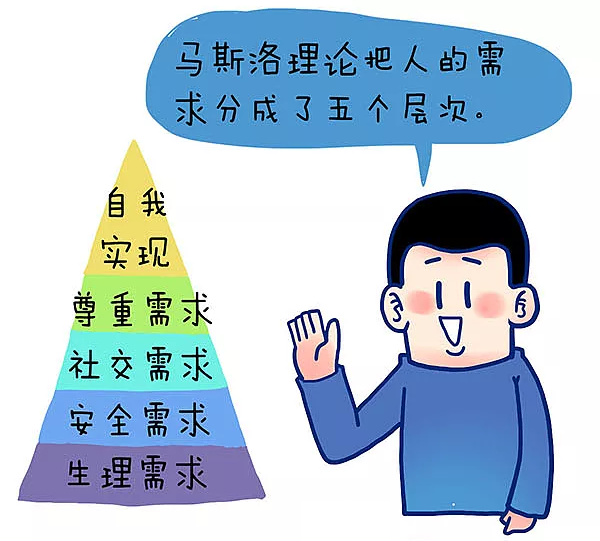 马斯洛理论把人的需
求分成了五个层次。
自我
实现
尊重需求
社交需求
安全需求
生理需求